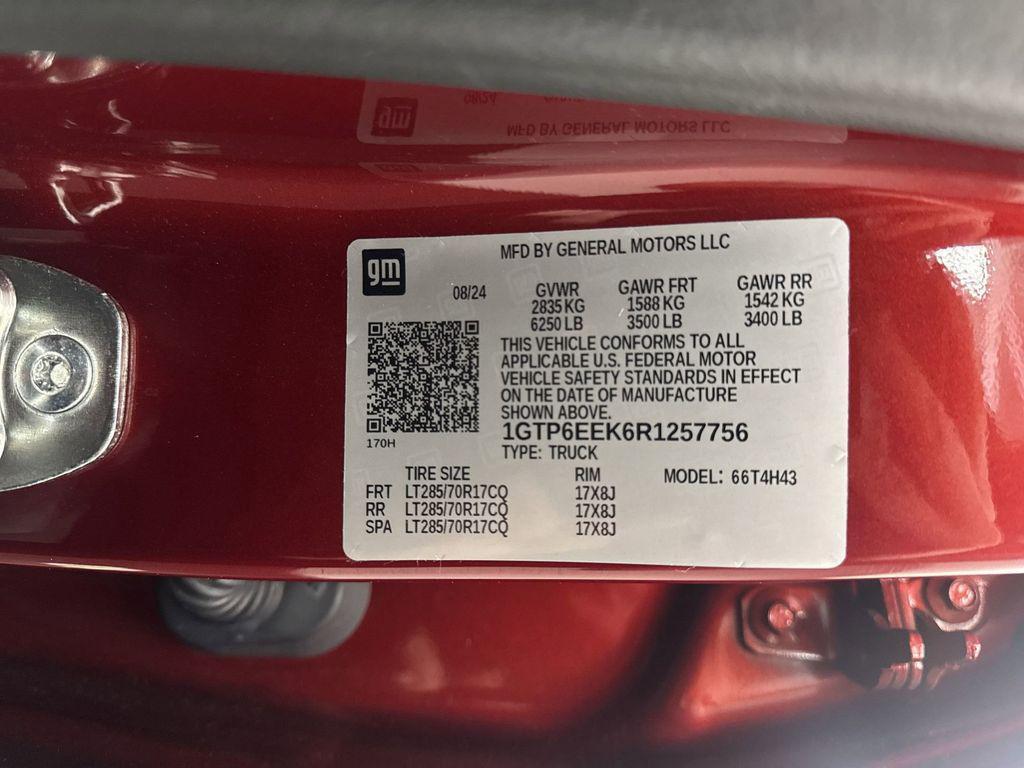 MFD BY GENERAL MOTORS LLC
gm
08/24
GVWR GAWR FRT GAWR RR
2835 KG 1588 KG 1542 KG
6250 LB 3500 LB 3400 LB
THIS VEHICLE CONFORMS TO ALL
APPLICABLE U.S. FEDERAL MOTOR
VEHICLE SAFETY STANDARDS IN EFFECT
ON THE DATE OF MANUFACTURE
SHOWN ABOVE.
170H
1GTP6EEK6R1257756
TYPE: TRUCK
TIRE SIZE RIM MODEL: 66T4H43
FRT LT285/70R17CQ 17X8J
RR LT285/70R17CQ 17X8J
SPA LT285/70R17CQ 17X8J